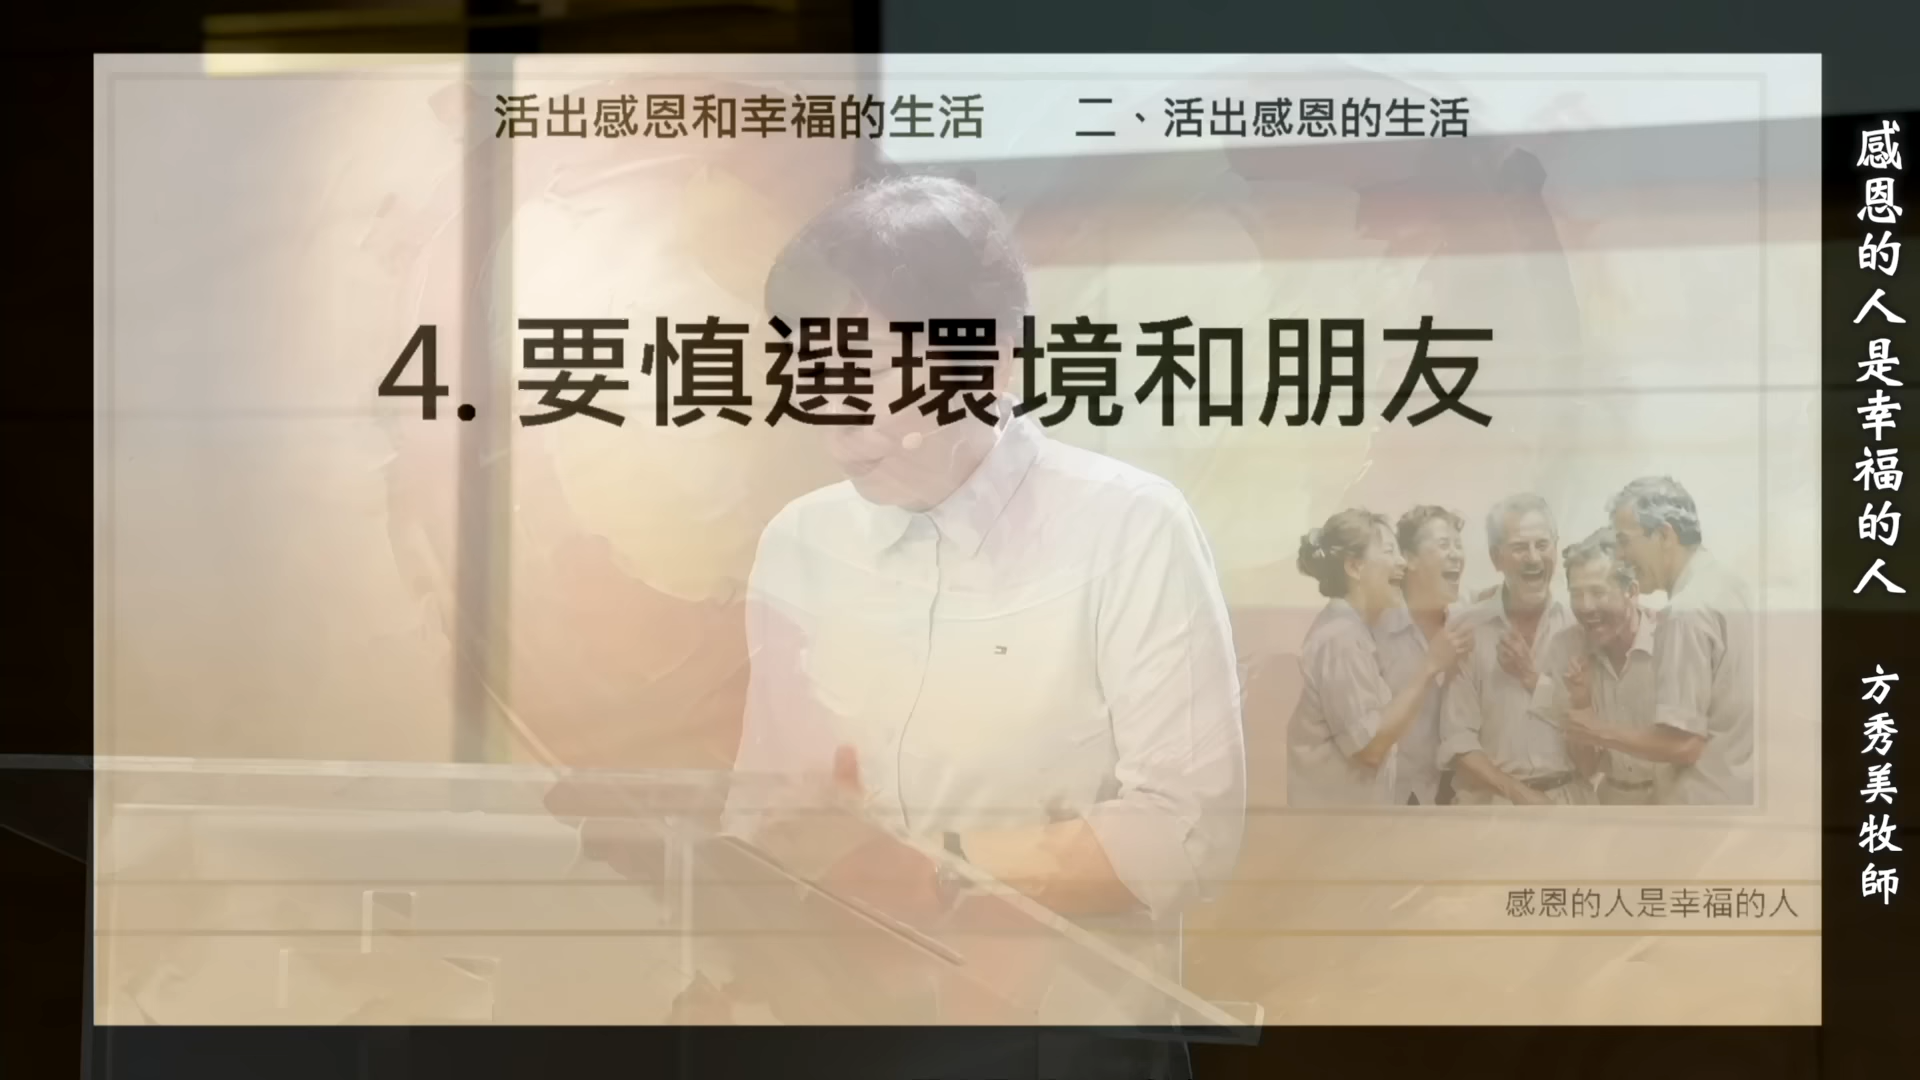 活出感恩和幸福的生活 二、活出感恩的生活
4. 要慎選環境和朋友
感恩的人是幸福的人
感恩的人是幸福的人 方秀美牧師